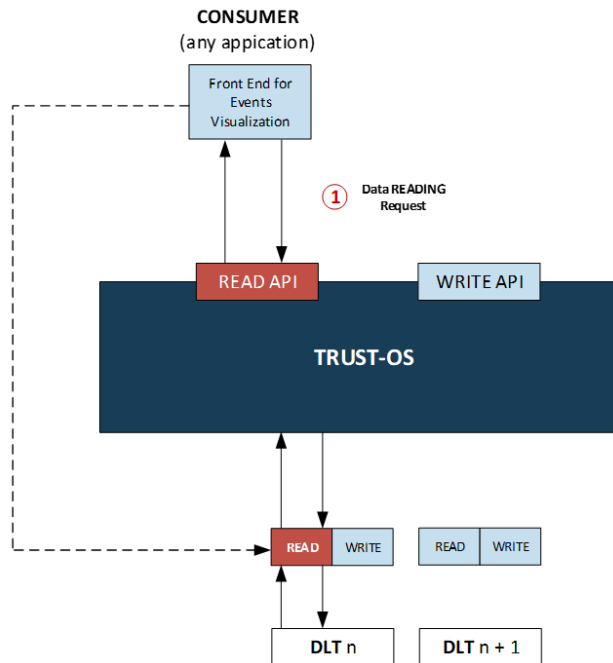 CONSUMER
(any appication)
Front End for
Events
Visualization
1
Data READING
Request
READ API
WRITE API
TRUST-OS
READ
WRITE
READ
WRITE
DLT n
DLT n + 1